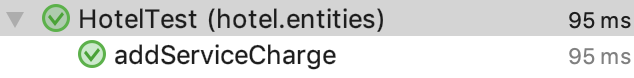 HotelTest (hotel.entities) 95 ms
addServiceCharge 95 ms